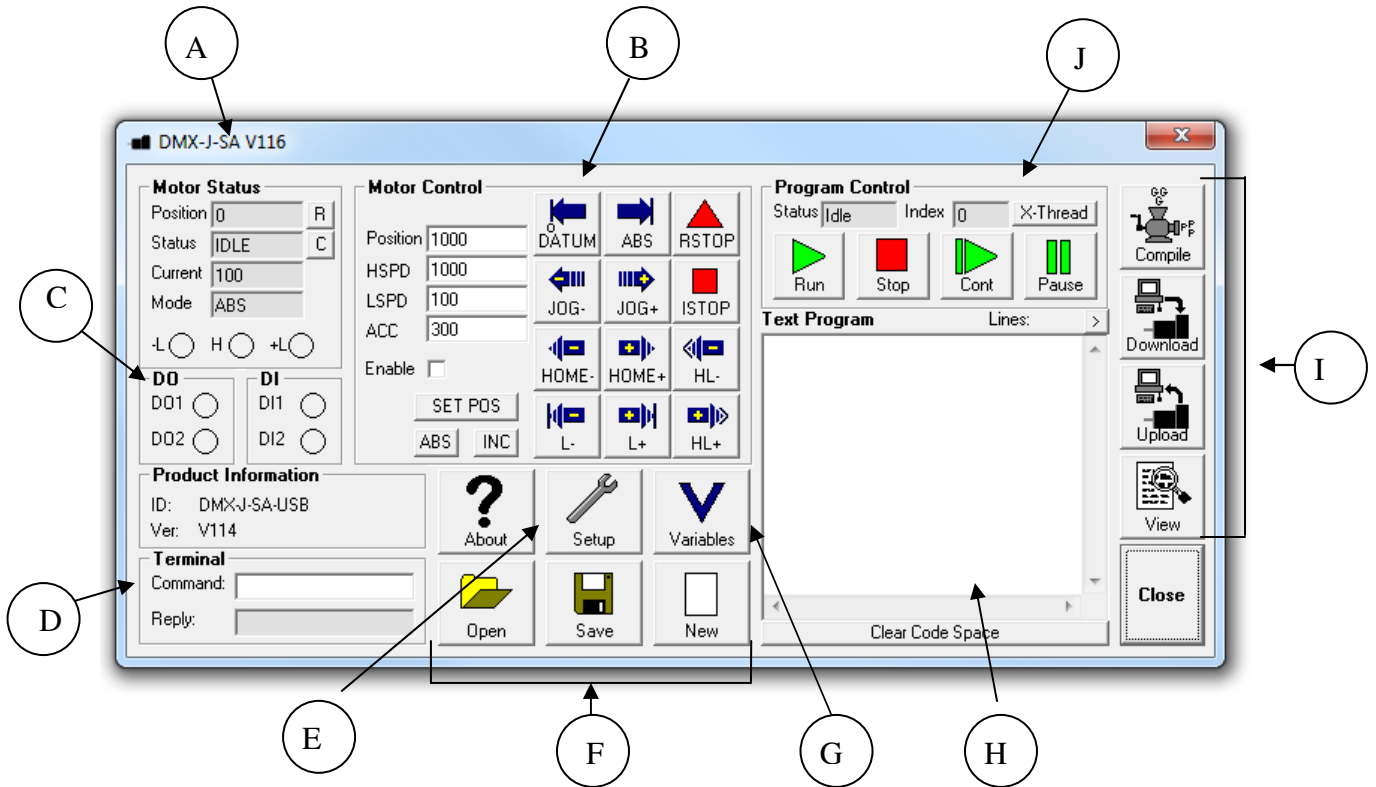 A
B
J
DMX-J-SA V116
x
Motor Status
Position 0 R
Status IDLE C
Current 100
Mode ABS
-L H +L
C
DO
DO1
DO2
DI
DI1
DI2
Motor Control
Position 1000
HSPD 1000
LSPD 100
ACC 300
Enable
SET POS
ABS INC
O
DATUM ABS RSTOP
JOG- JOG+ ISTOP
HOME- HOME+ HL-
L- L+ HL+
Program Control
Status Idle Index 0 X-Thread
Run Stop Cont Pause
Text Program Lines: >
Clear Code Space
GG
G
PP
P
Compile
Download
Upload
View
Close
I
Product Information
ID: DMX-J-SA-USB
Ver: V114
Terminal
Command:
Reply:
D
?
About Setup V Variables
Open Save New
E
F
G
H